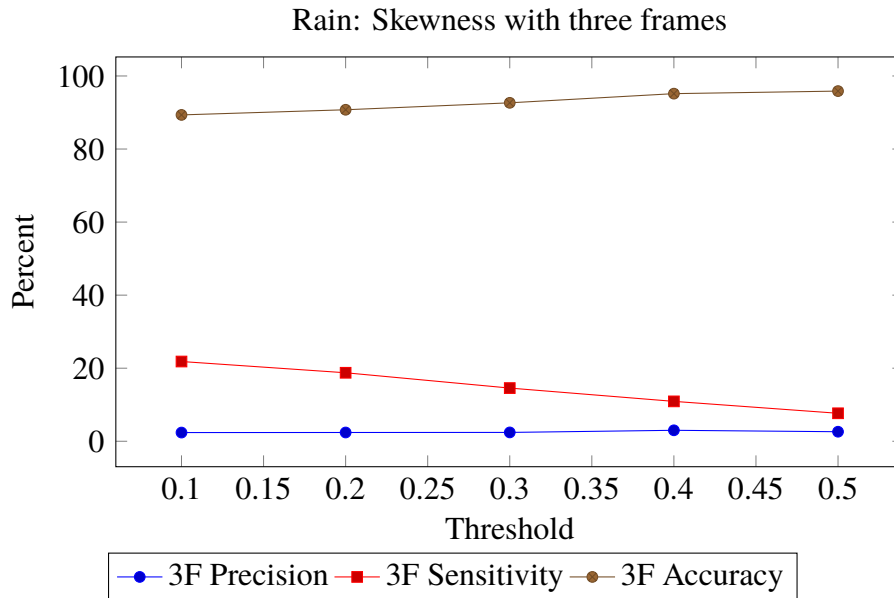 Rain: Skewness with three frames
100
80
60
40
20
0
Percent
0.1 0.15 0.2 0.25 0.3 0.35 0.4 0.45 0.5
Threshold
3F Precision 3F Sensitivity 3F Accuracy